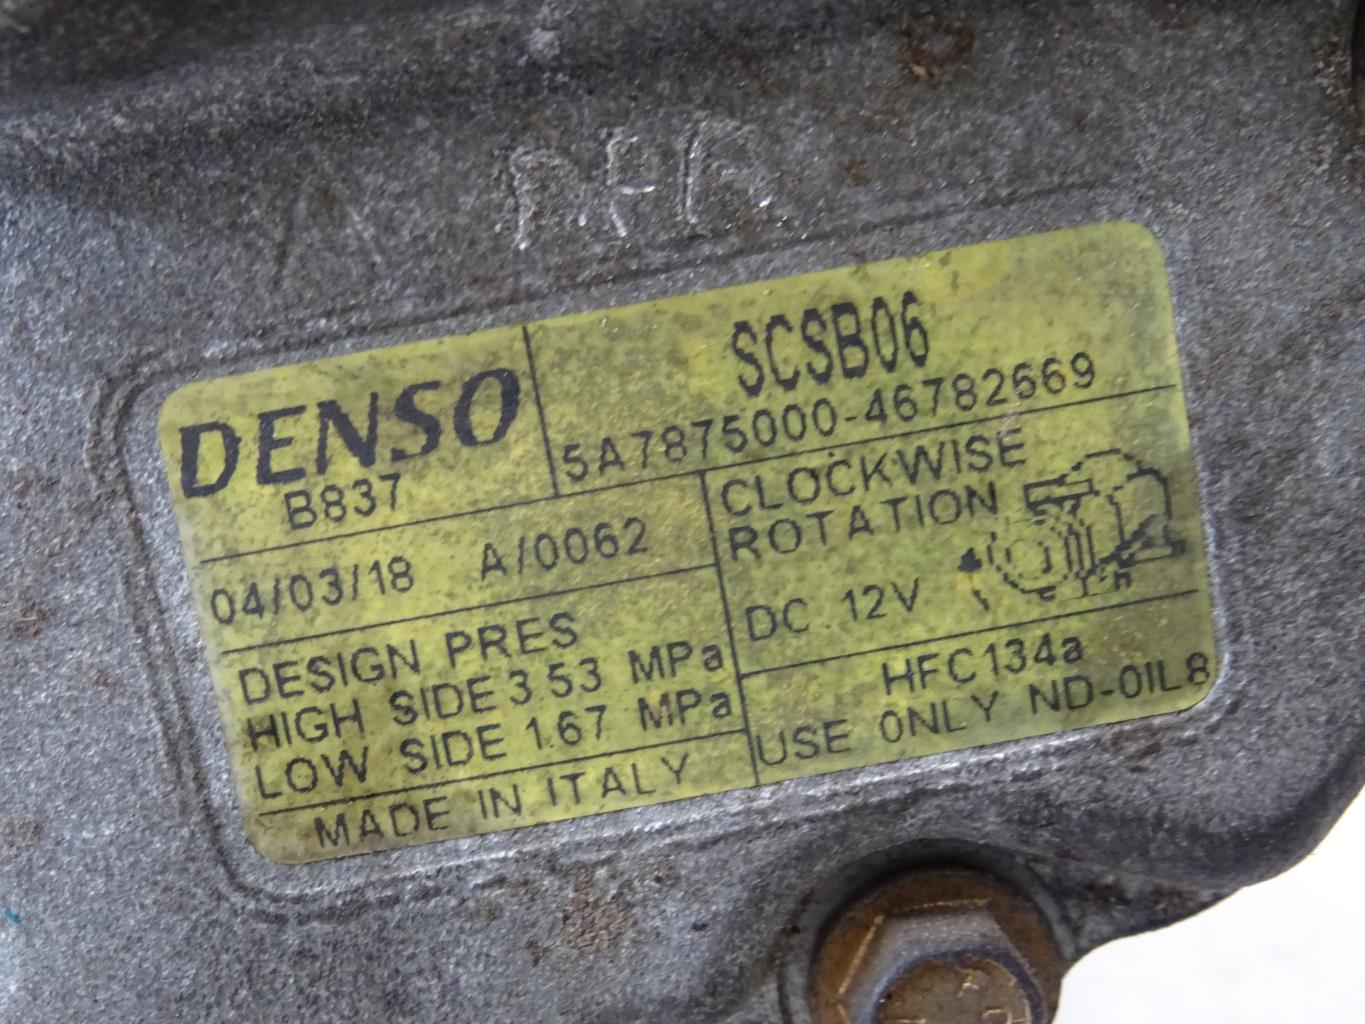 SCSB06
DENSO
5A7875000-46782669
B837
CLOCKWISE
ROTATION
04/03/18 A/0062
DC 12V
DESIGN PRES
HIGH SIDE 3.53 MPa
LOW SIDE 1.67 MPa
HFC134a
USE ONLY ND-OIL8
MADE IN ITALY